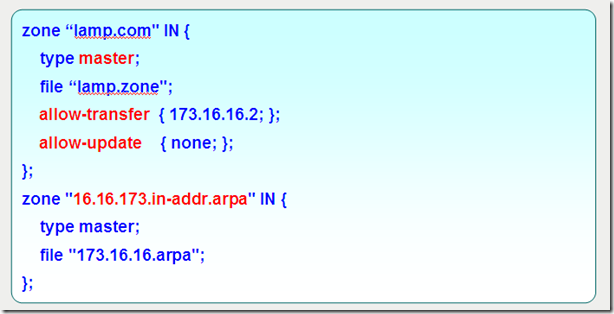 zone “lamp.com" IN {
type master;
file “lamp.zone";
allow-transfer { 173.16.16.2; };
allow-update { none; };
};
zone "16.16.173.in-addr.arpa" IN {
type master;
file "173.16.16.arpa";
};